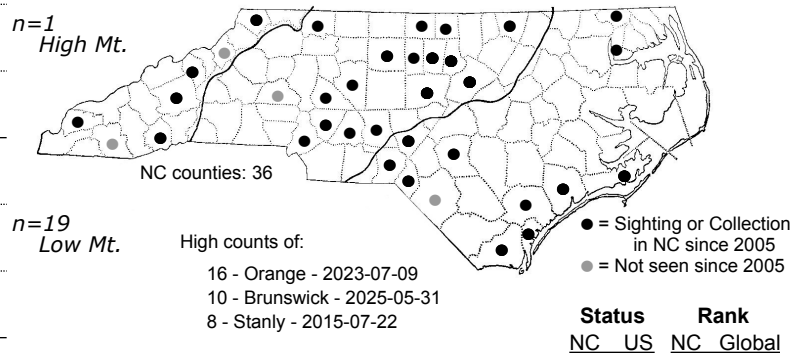 n=1
High Mt.
NC counties: 36
n=19
Low Mt.
High counts of:
16 - Orange - 2023-07-09
10 - Brunswick - 2025-05-31
8 - Stanly - 2015-07-22
= Sighting or Collection
in NC since 2005
= Not seen since 2005
Status Rank
NC US NC Global